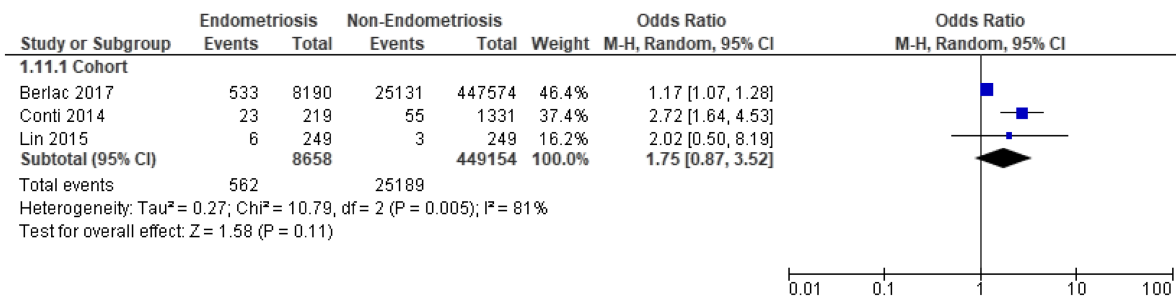 Endometriosis Non-Endometriosis Odds Ratio Odds Ratio
Study or Subgroup Events Total Events Total Weight M-H, Random, 95% CI M-H, Random, 95% CI
1.11.1 Cohort
Berlac 2017 533 8190 25131 447574 46.4% 1.17 [1.07, 1.28]
Conti 2014 23 219 55 1331 37.4% 2.72 [1.64, 4.53]
Lin 2015 6 249 3 249 16.2% 2.02 [0.50, 8.19]
Subtotal (95% CI) 8658 449154 100.0% 1.75 [0.87, 3.52]
Total events 562 25189
Heterogeneity: Tau² = 0.27; Chi² = 10.79, df = 2 (P = 0.005); I² = 81%
Test for overall effect: Z = 1.58 (P = 0.11)
0.01 0.1 1 10 100